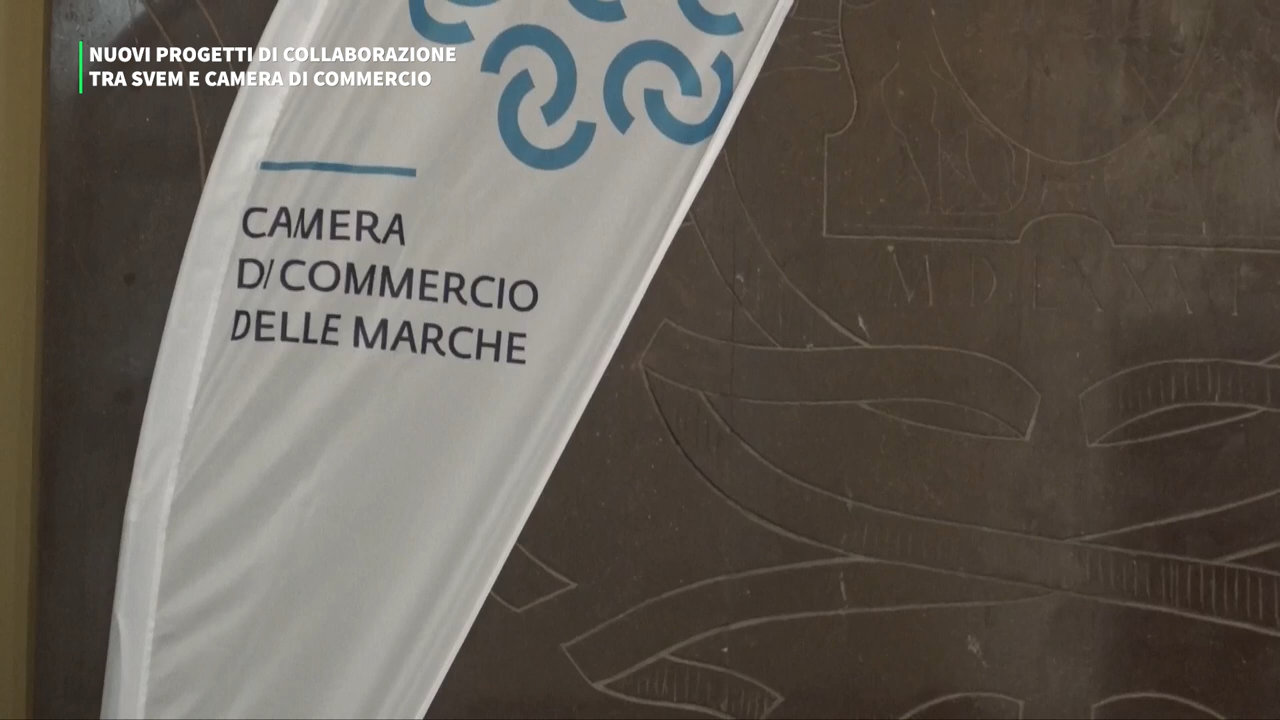 NUOVI PROGETTI DI COLLABORAZIONE
TRA SVEM E CAMERA DI COMMERCIO
CAMERA
DI COMMERCIO
DELLE MARCHE